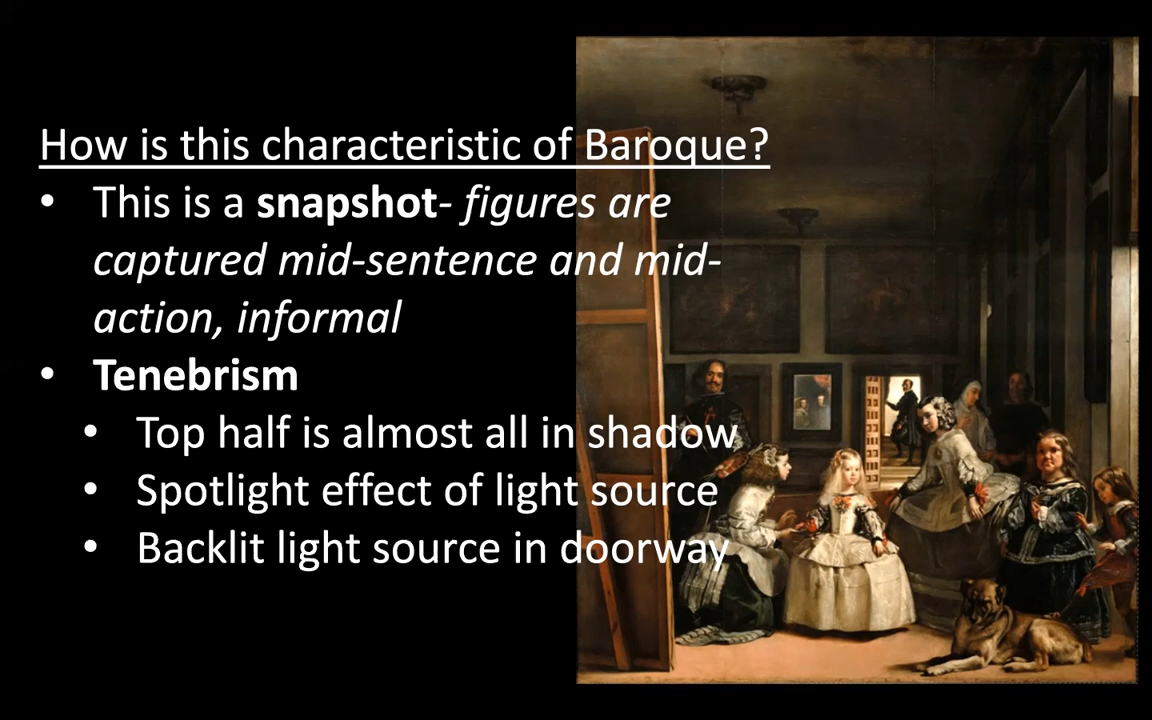 How is this characteristic of Baroque?
• This is a snapshot- figures are
captured mid-sentence and mid-
action, informal
• Tenebrism
• Top half is almost all in shadow
• Spotlight effect of light source
• Backlit light source in doorway